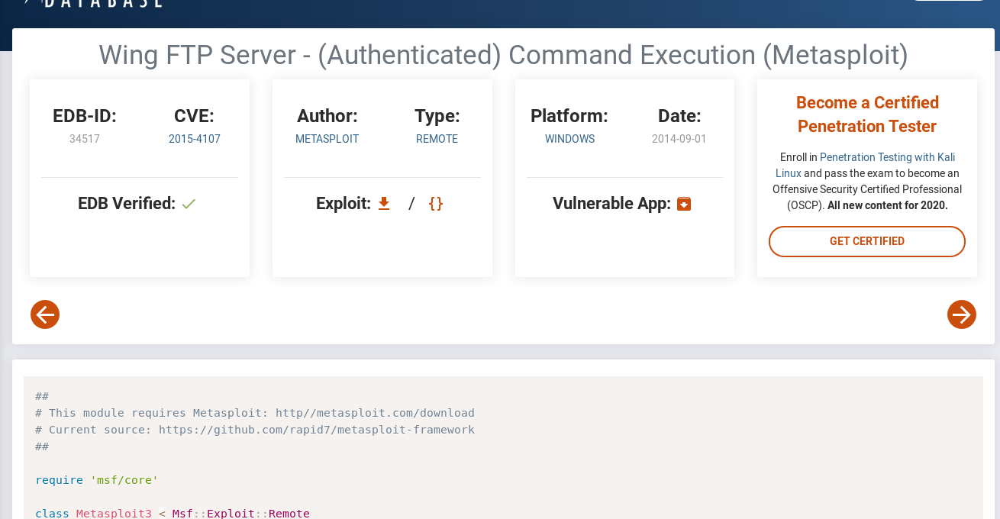 DATABASE
Wing FTP Server - (Authenticated) Command Execution (Metasploit)
EDB-ID:
34517
CVE:
2015-4107
EDB Verified:
Author:
METASPLOIT
Type:
REMOTE
Exploit: / {}
Platform:
WINDOWS
Date:
2014-09-01
Vulnerable App:
Become a Certified
Penetration Tester
Enroll in Penetration Testing with Kali
Linux and pass the exam to become an
Offensive Security Certified Professional
(OSCP). All new content for 2020.
GET CERTIFIED
##
# This module requires Metasploit: http//metasploit.com/download
# Current source: https://github.com/rapid7/metasploit-framework
##
require 'msf/core'
class Metasploit3 < Msf::Exploit::Remote